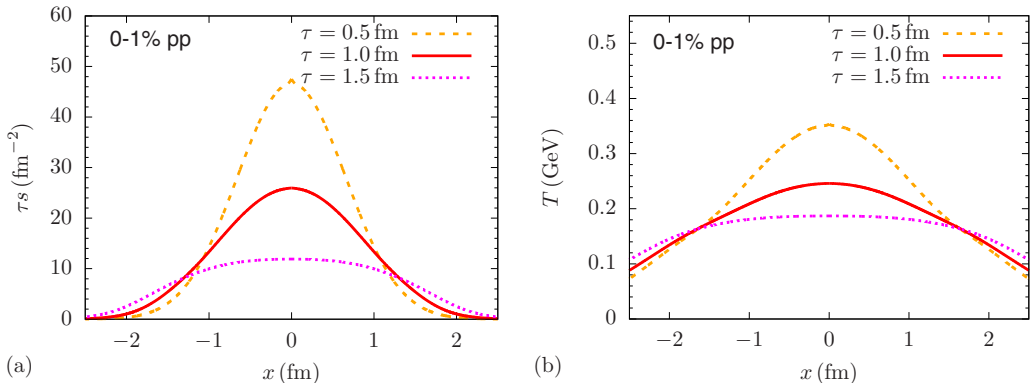 0-1% pp
τ = 0.5 fm
τ = 1.0 fm
τ = 1.5 fm
60
50
40
30
20
10
0
τs (fm⁻²)
−2 −1 0 1 2
x (fm)
(a)
0-1% pp
τ = 0.5 fm
τ = 1.0 fm
τ = 1.5 fm
0.5
0.4
0.3
0.2
0.1
0
T (GeV)
−2 −1 0 1 2
x (fm)
(b)